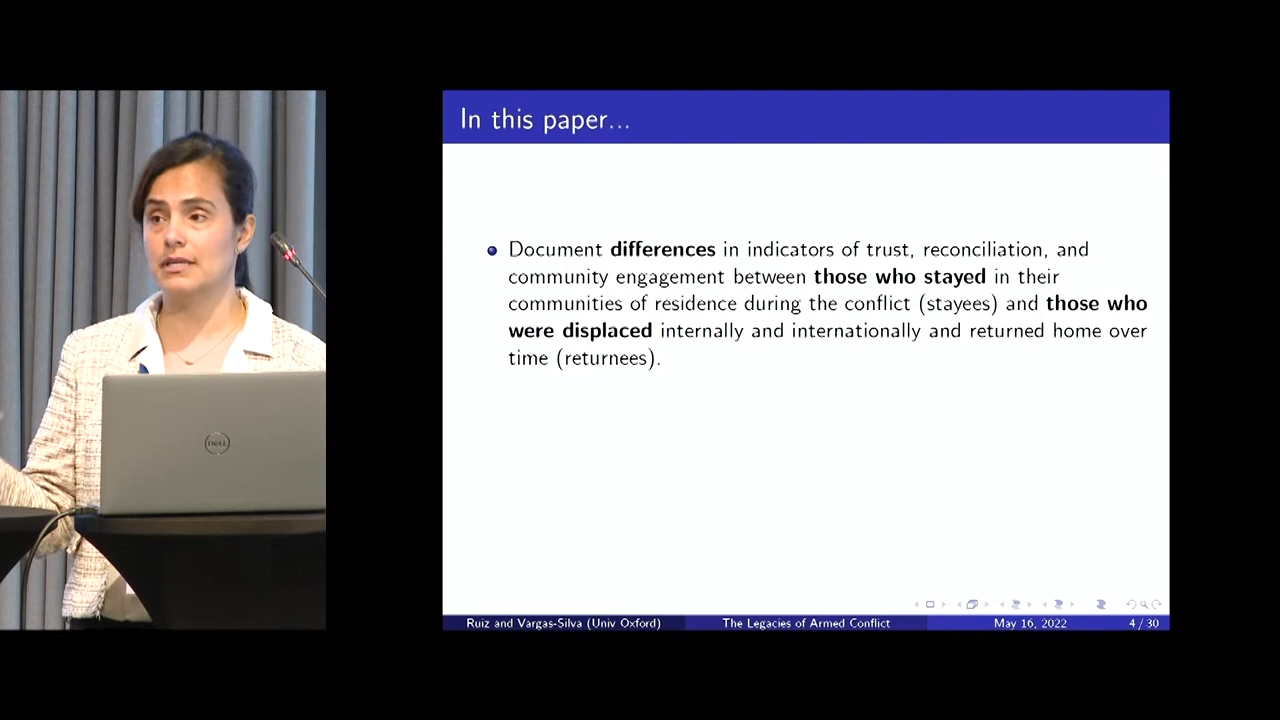 In this paper...
Document differences in indicators of trust, reconciliation, and
community engagement between those who stayed in their
communities of residence during the conflict (stayees) and those who
were displaced internally and internationally and returned home over
time (returnees).
DELL
Ruiz and Vargas-Silva (Univ Oxford)
The Legacies of Armed Conflict
May 16, 2022
4 / 30